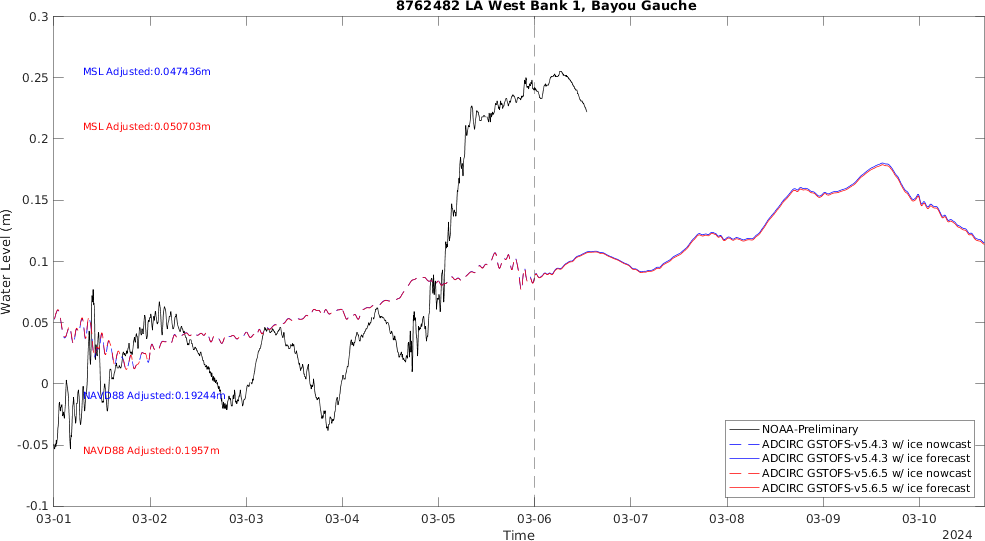 8762482 LA West Bank 1, Bayou Gauche
0.3
0.25
0.2
0.15
0.1
0.05
0
-0.05
-0.1
Water Level (m)
MSL Adjusted:0.047436m
MSL Adjusted:0.050703m
NAVD88 Adjusted:0.19244m
NAVD88 Adjusted:0.1957m
NOAA-Preliminary
ADCIRC GSTOFS-v5.4.3 w/ ice nowcast
ADCIRC GSTOFS-v5.4.3 w/ ice forecast
ADCIRC GSTOFS-v5.6.5 w/ ice nowcast
ADCIRC GSTOFS-v5.6.5 w/ ice forecast
03-01 03-02 03-03 03-04 03-05 03-06 03-07 03-08 03-09 03-10
Time
2024